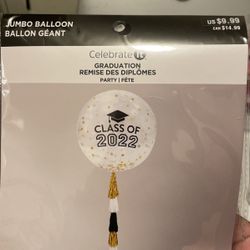 JUMBO BALLOON
BALLON GÉANT
US $9.99
CAN $14.99
Celebrate it
GRADUATION
REMISE DES DIPLÔMES
PARTY | FÊTE
CLASS OF
2022